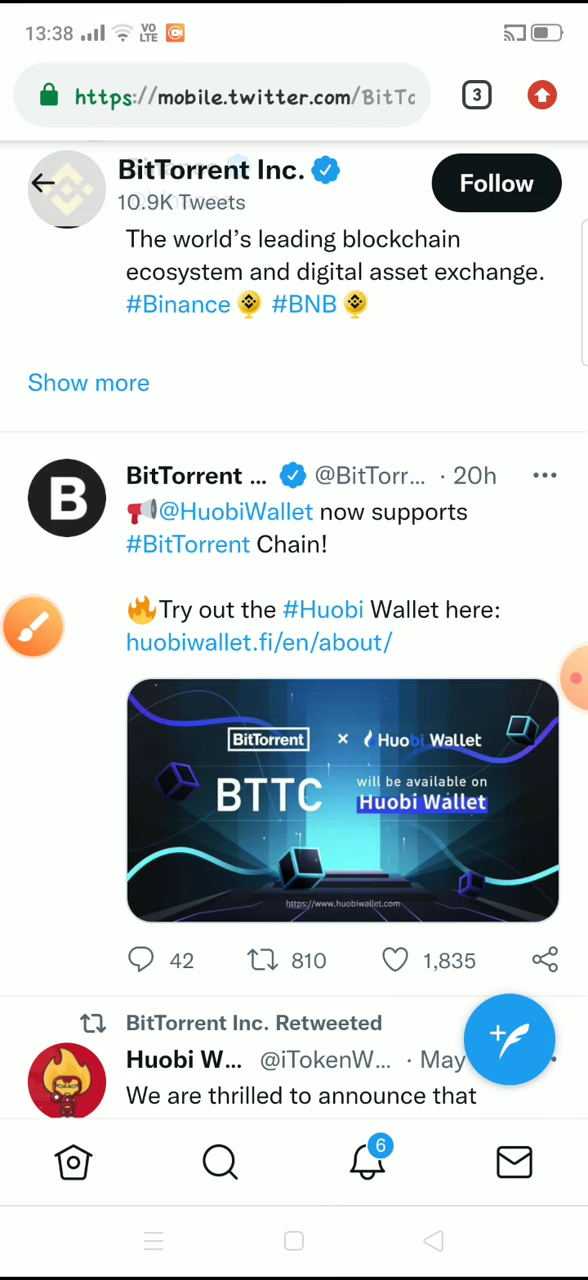 13:38 VO LTE
https://mobile.twitter.com/BitTo
3
BitTorrent Inc.
10.9K Tweets
Follow
The world's leading blockchain
ecosystem and digital asset exchange.
#Binance #BNB
Show more
B
BitTorrent ... @BitTorr... · 20h
@HuobiWallet now supports
#BitTorrent Chain!
🔥Try out the #Huobi Wallet here:
huobiwallet.fi/en/about/
BitTorrent × Huobi Wallet
BTTC will be available on
Huobi Wallet
https://www.huobiwallet.com
42 810 1,835
BitTorrent Inc. Retweeted
Huobi W... @iTokenW... · May
We are thrilled to announce that
6